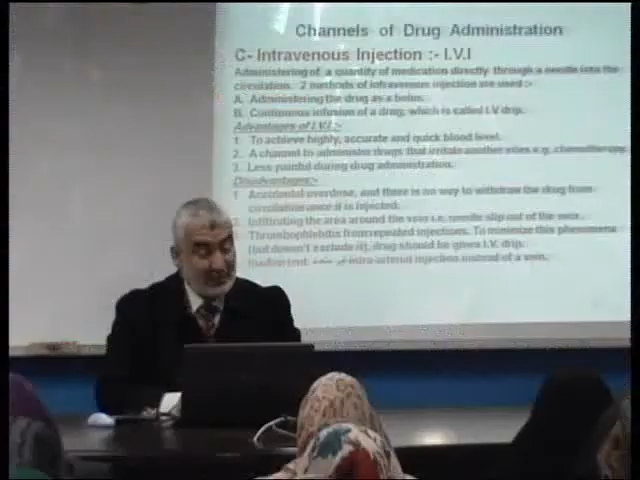 Channels of Drug Administration
C- Intravenous Injection :- I.V.I
Administering of a quantity of medication directly through a needle into the
circulation. 2 methods of intravenous injection are used :-
A. Administering the drug as a bolus.
B. Continuous infusion of a drug, which is called I.V drip.
Advantages of I.V.I :-
1. To achieve highly, accurate and quick blood level.
2. A channel to administer drugs that irritate another sites e.g. chemotherapy.
3. Less painful during drug administration.
Disadvantages:-
1 Accidental overdose, and there is no way to withdraw the drug from
circulation once it is injected.
2. Infiltrating the area around the vein i.e. needle slip out of the vein.
Thrombophlebitis from repeated injections. To minimize this phenomena
(but doesn't exclude it), drug should be given I.V. drip.
Inadvertent intra-arterial injection instead of a vein.